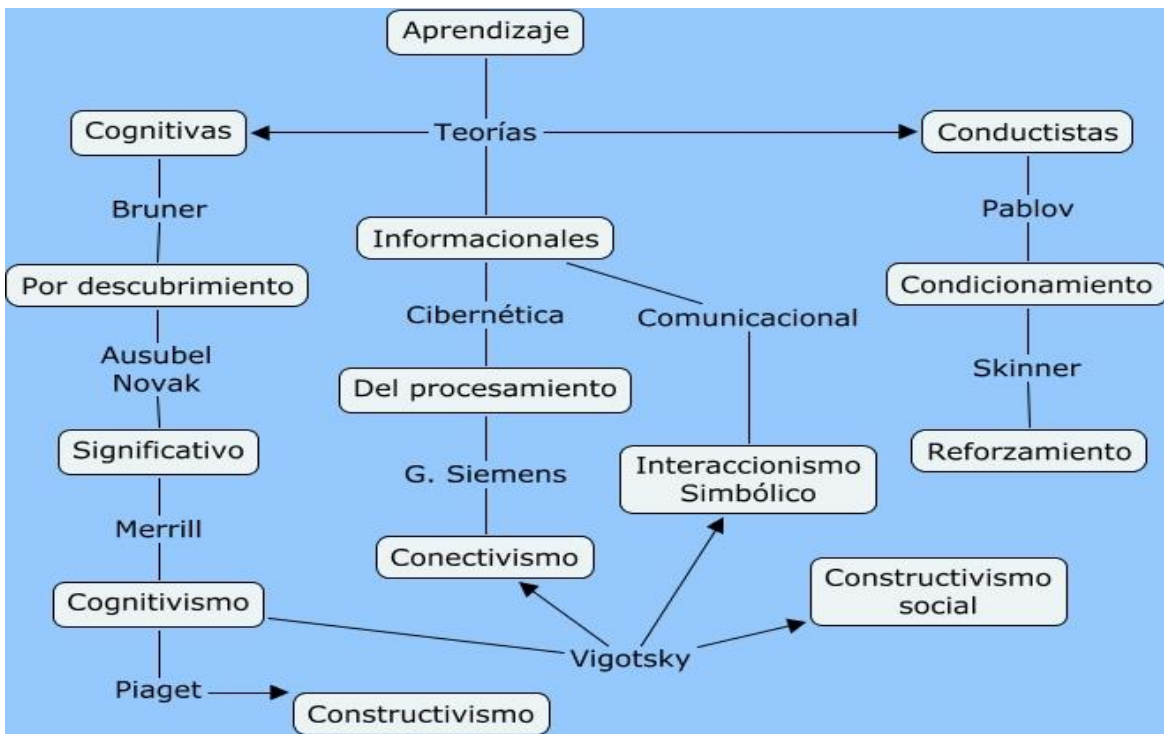 Aprendizaje
Cognitivas
Teorías
Conductistas
Bruner
Pablov
Informacionales
Por descubrimiento
Condicionamiento
Cibernética
Comunicacional
Ausubel
Novak
Skinner
Del procesamiento
Significativo
Reforzamiento
Interaccionismo
Simbólico
G. Siemens
Merrill
Conectivismo
Constructivismo
social
Cognitivismo
Vigotsky
Piaget
Constructivismo